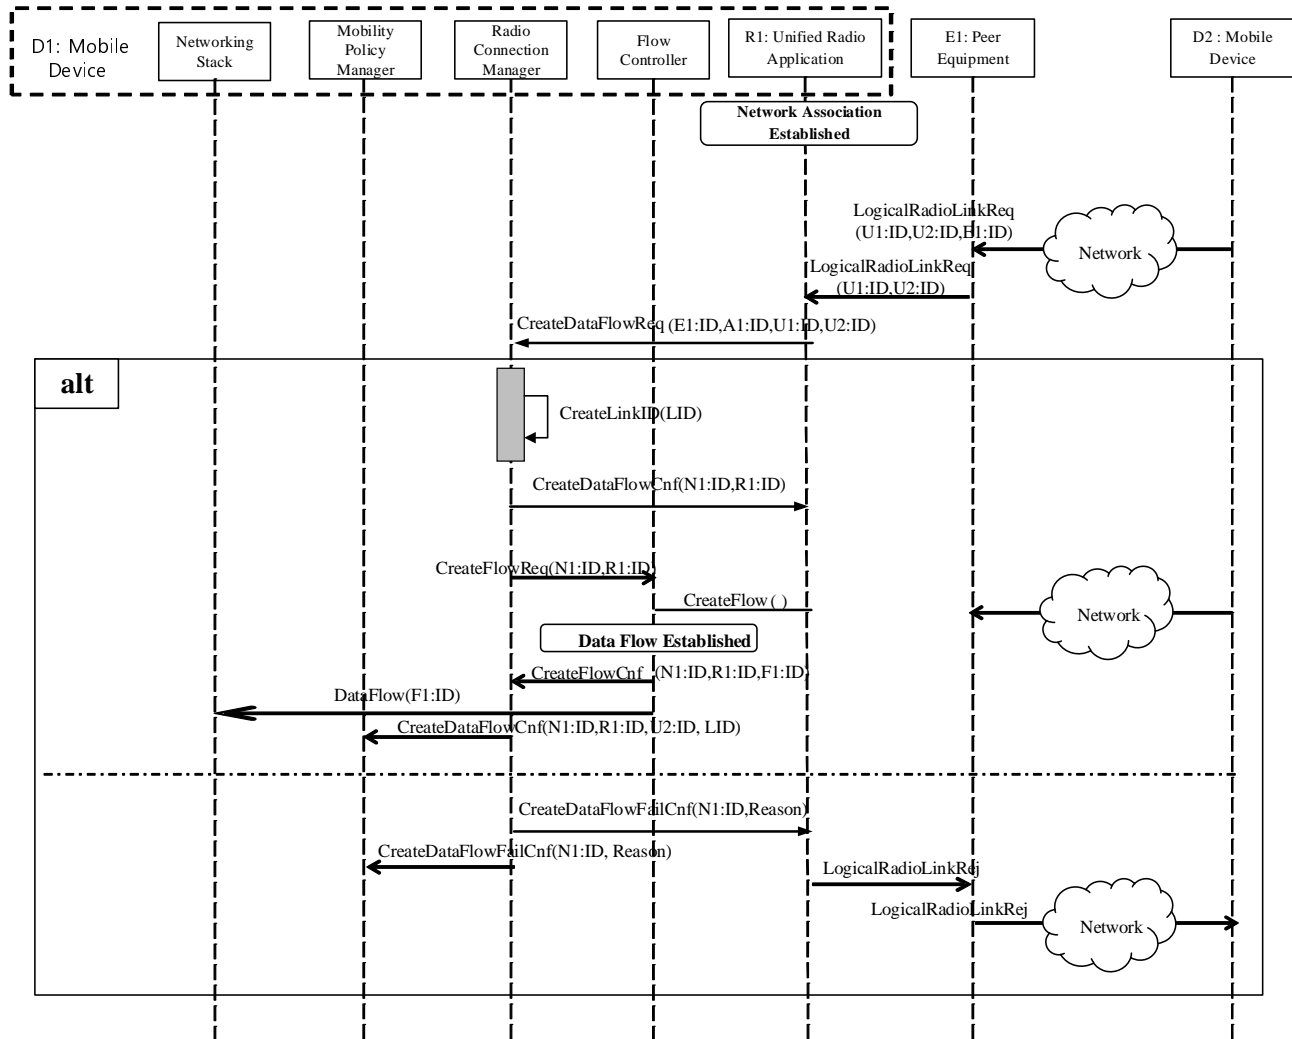 D1: Mobile
Device
Networking
Stack
Mobility
Policy
Manager
Radio
Connection
Manager
Flow
Controller
R1: Unified Radio
Application
E1: Peer
Equipment
D2 : Mobile
Device
Network Association
Established
LogicalRadioLinkReq
(U1:ID,U2:ID,E1:ID)
Network
LogicalRadioLinkReq
(U1:ID,U2:ID)
CreateDataFlowReq (E1:ID,A1:ID,U1:ID,U2:ID)
alt
CreateLinkID(LID)
CreateDataFlowCnf(N1:ID,R1:ID)
CreateFlowReq(N1:ID,R1:ID)
CreateFlow( )
Network
Data Flow Established
CreateFlowCnf (N1:ID,R1:ID,F1:ID)
DataFlow(F1:ID)
CreateDataFlowCnf(N1:ID,R1:ID,U2:ID, LID)
CreateDataFlowFailCnf(N1:ID,Reason)
CreateDataFlowFailCnf(N1:ID, Reason)
LogicalRadioLinkRej
LogicalRadioLinkRej
Network